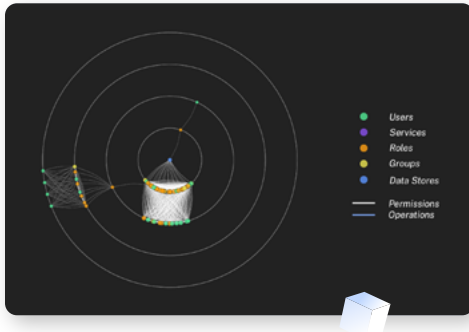 Users
Services
Roles
Groups
Data Stores
Permissions
Operations